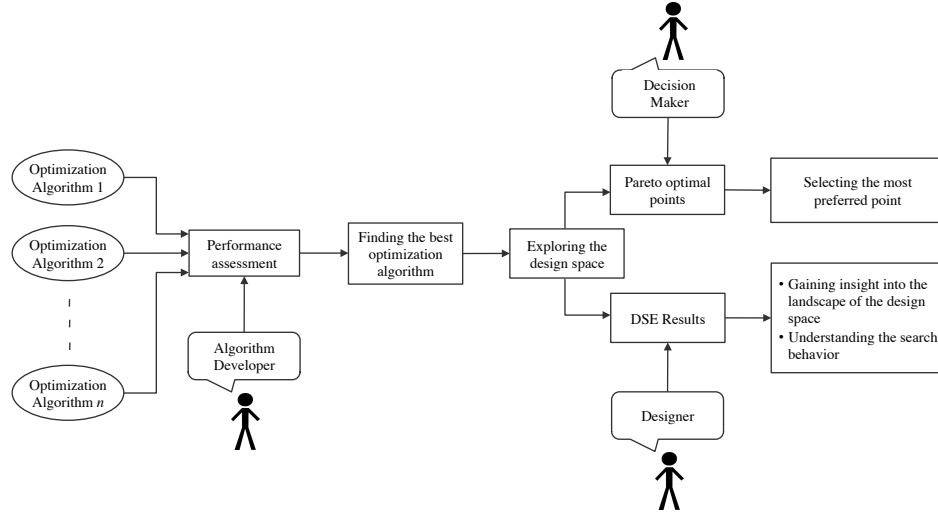 Decision
Maker
Optimization
Algorithm 1
Pareto optimal
points
Selecting the most
preferred point
Optimization
Algorithm 2
Performance
assessment
Finding the best
optimization
algorithm
Exploring the
design space
• Gaining insight into the
landscape of the design
space
• Understanding the search
behavior
DSE Results
Algorithm
Developer
Optimization
Algorithm n
Designer